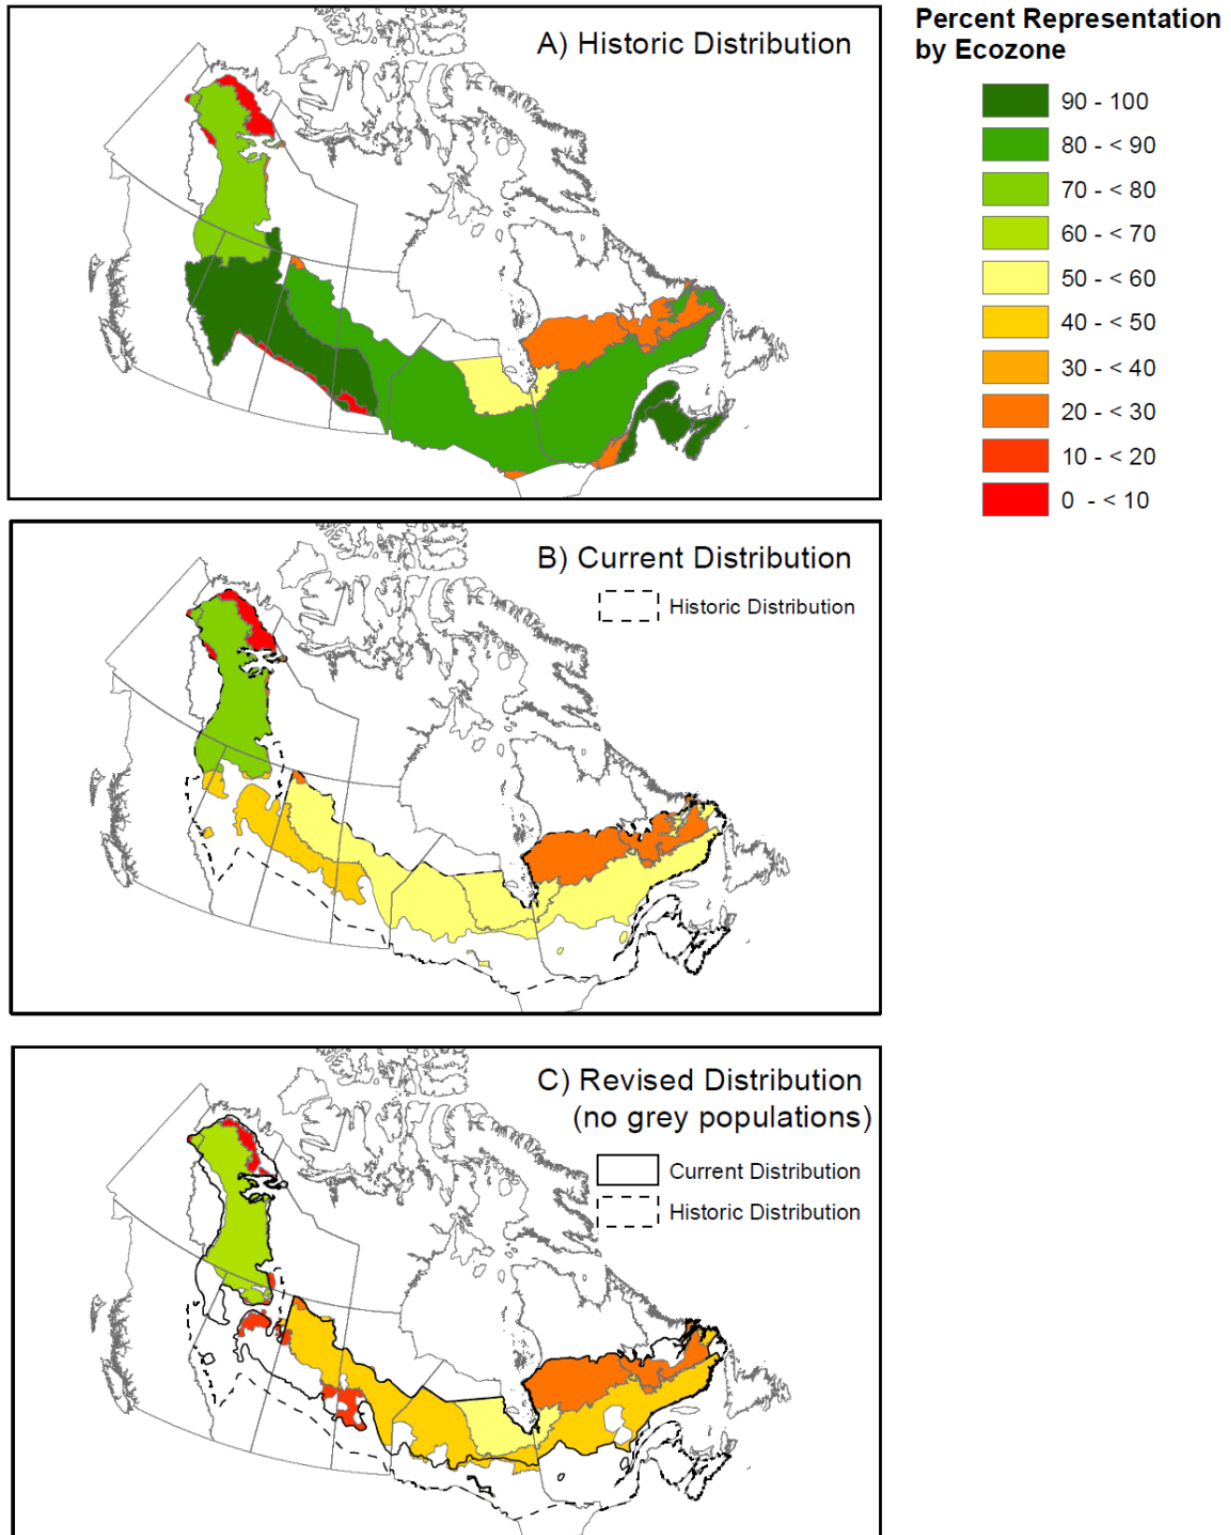 A) Historic Distribution
Percent Representation
by Ecozone
90 - 100
80 - < 90
70 - < 80
60 - < 70
50 - < 60
40 - < 50
30 - < 40
20 - < 30
10 - < 20
0 - < 10
B) Current Distribution
Historic Distribution
C) Revised Distribution
(no grey populations)
Current Distribution
Historic Distribution